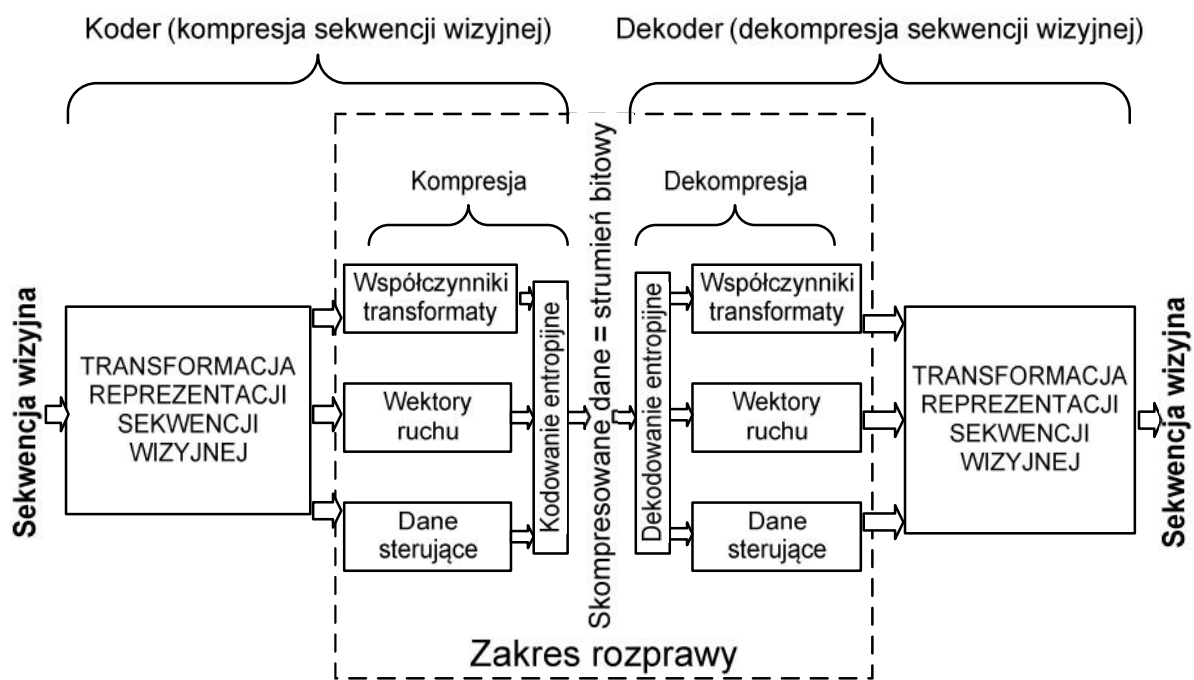 Koder (kompresja sekwencji wizyjnej)
Dekoder (dekompresja sekwencji wizyjnej)
Kompresja
Dekompresja
Sekwencja wizyjna
TRANSFORMACJA
REPREZENTACJI
SEKWENCJI
WIZYJNEJ
Współczynniki
transformaty
Wektory
ruchu
Dane
sterujące
Kodowanie entropijne
Skompresowane dane = strumień bitowy
Dekodowanie entropijne
Współczynniki
transformaty
Wektory
ruchu
Dane
sterujące
TRANSFORMACJA
REPREZENTACJI
SEKWENCJI
WIZYJNEJ
Sekwencja wizyjna
Zakres rozprawy